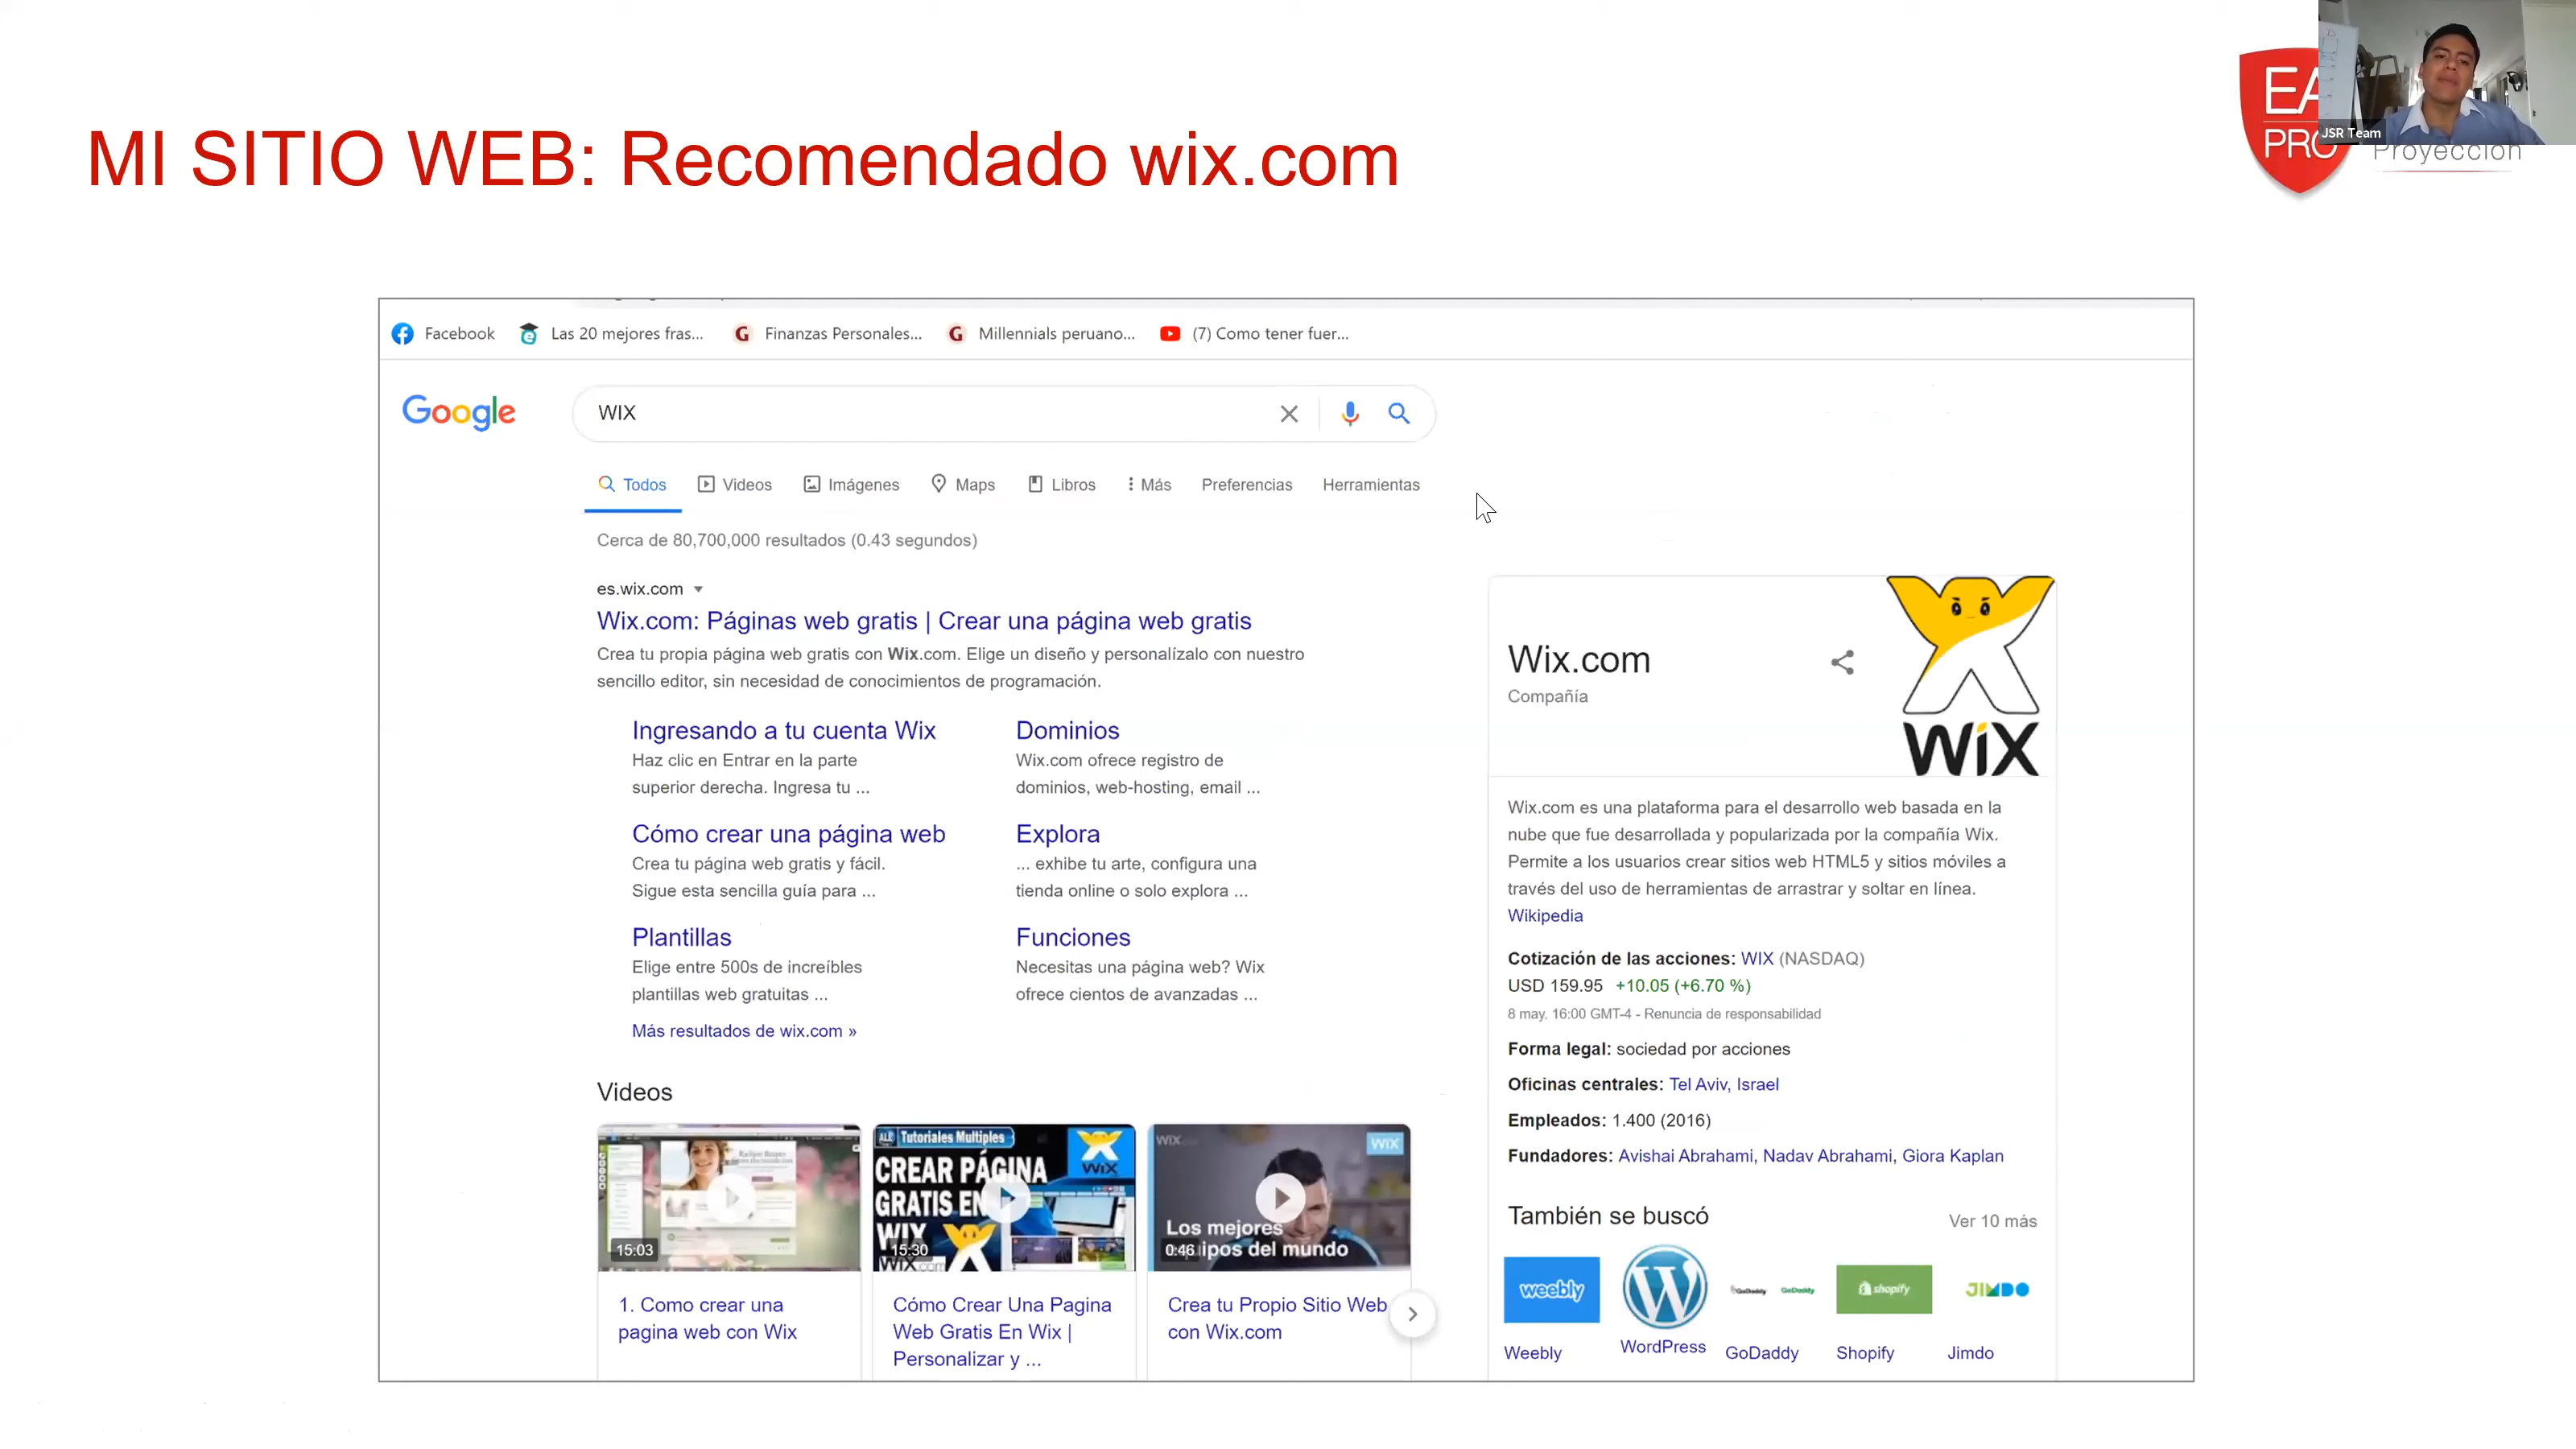 MI SITIO WEB: Recomendado wix.com
EA
PRO
Proyección
JSR Team
Facebook
Las 20 mejores fras...
Finanzas Personales...
Millennials peruano...
(7) Como tener fuer...
Google
WIX
Todos
Videos
Imágenes
Maps
Libros
Más
Preferencias
Herramientas
Cerca de 80,700,000 resultados (0.43 segundos)
es.wix.com
Wix.com: Páginas web gratis | Crear una página web gratis
Crea tu propia página web gratis con Wix.com. Elige un diseño y personalízalo con nuestro
sencillo editor, sin necesidad de conocimientos de programación.
Ingresando a tu cuenta Wix
Haz clic en Entrar en la parte
superior derecha. Ingresa tu ...
Dominios
Wix.com ofrece registro de
dominios, web-hosting, email ...
Cómo crear una página web
Crea tu página web gratis y fácil.
Sigue esta sencilla guía para ...
Explora
... exhibe tu arte, configura una
tienda online o solo explora ...
Plantillas
Elige entre 500s de increíbles
plantillas web gratuitas ...
Funciones
Necesitas una página web? Wix
ofrece cientos de avanzadas ...
Más resultados de wix.com »
Videos
15:03
1. Como crear una
pagina web con Wix
ALE Tutoriales Multiples
CREAR PÁGINA
GRATIS EN
WIX
WIX.com
WiX
15:30
Cómo Crear Una Pagina
Web Gratis En Wix |
Personalizar y ...
WIX
WIX
Los mejores
ipos del mundo
0:46
Crea tu Propio Sitio Web
con Wix.com
Wix.com
Compañía
WiX
Wix.com es una plataforma para el desarrollo web basada en la
nube que fue desarrollada y popularizada por la compañía Wix.
Permite a los usuarios crear sitios web HTML5 y sitios móviles a
través del uso de herramientas de arrastrar y soltar en línea.
Wikipedia
Cotización de las acciones: WIX (NASDAQ)
USD 159.95 +10.05 (+6.70 %)
8 may. 16:00 GMT-4 - Renuncia de responsabilidad
Forma legal: sociedad por acciones
Oficinas centrales: Tel Aviv, Israel
Empleados: 1.400 (2016)
Fundadores: Avishai Abrahami, Nadav Abrahami, Giora Kaplan
También se buscó
Ver 10 más
weebly
GoDaddy
GoDaddy
shopify
JIMDO
Weebly
WordPress
GoDaddy
Shopify
Jimdo